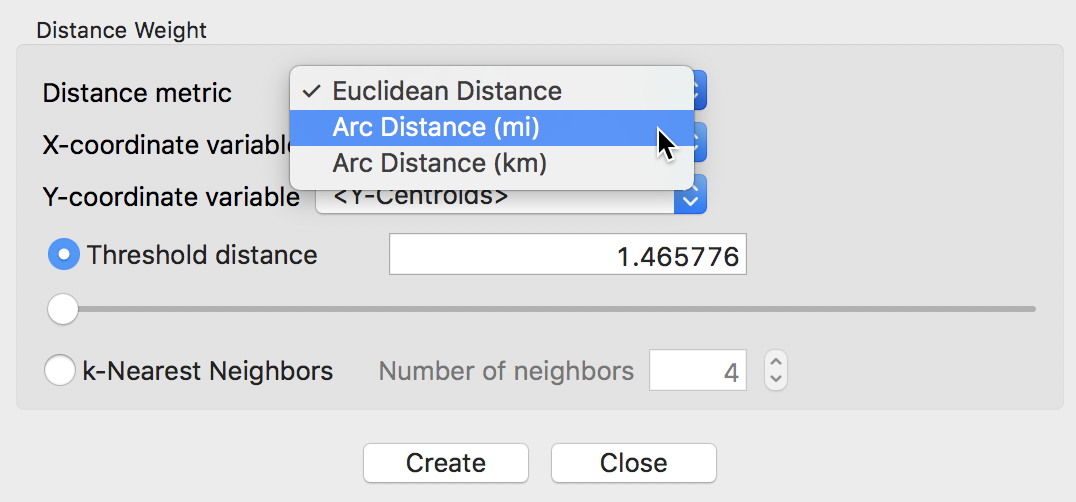 Distance Weight
Distance metric
✓ Euclidean Distance
Arc Distance (mi)
X-coordinate variable
Arc Distance (km)
Y-coordinate variable <Y-Centroids>
Threshold distance 1.465776
k-Nearest Neighbors Number of neighbors 4
Create Close